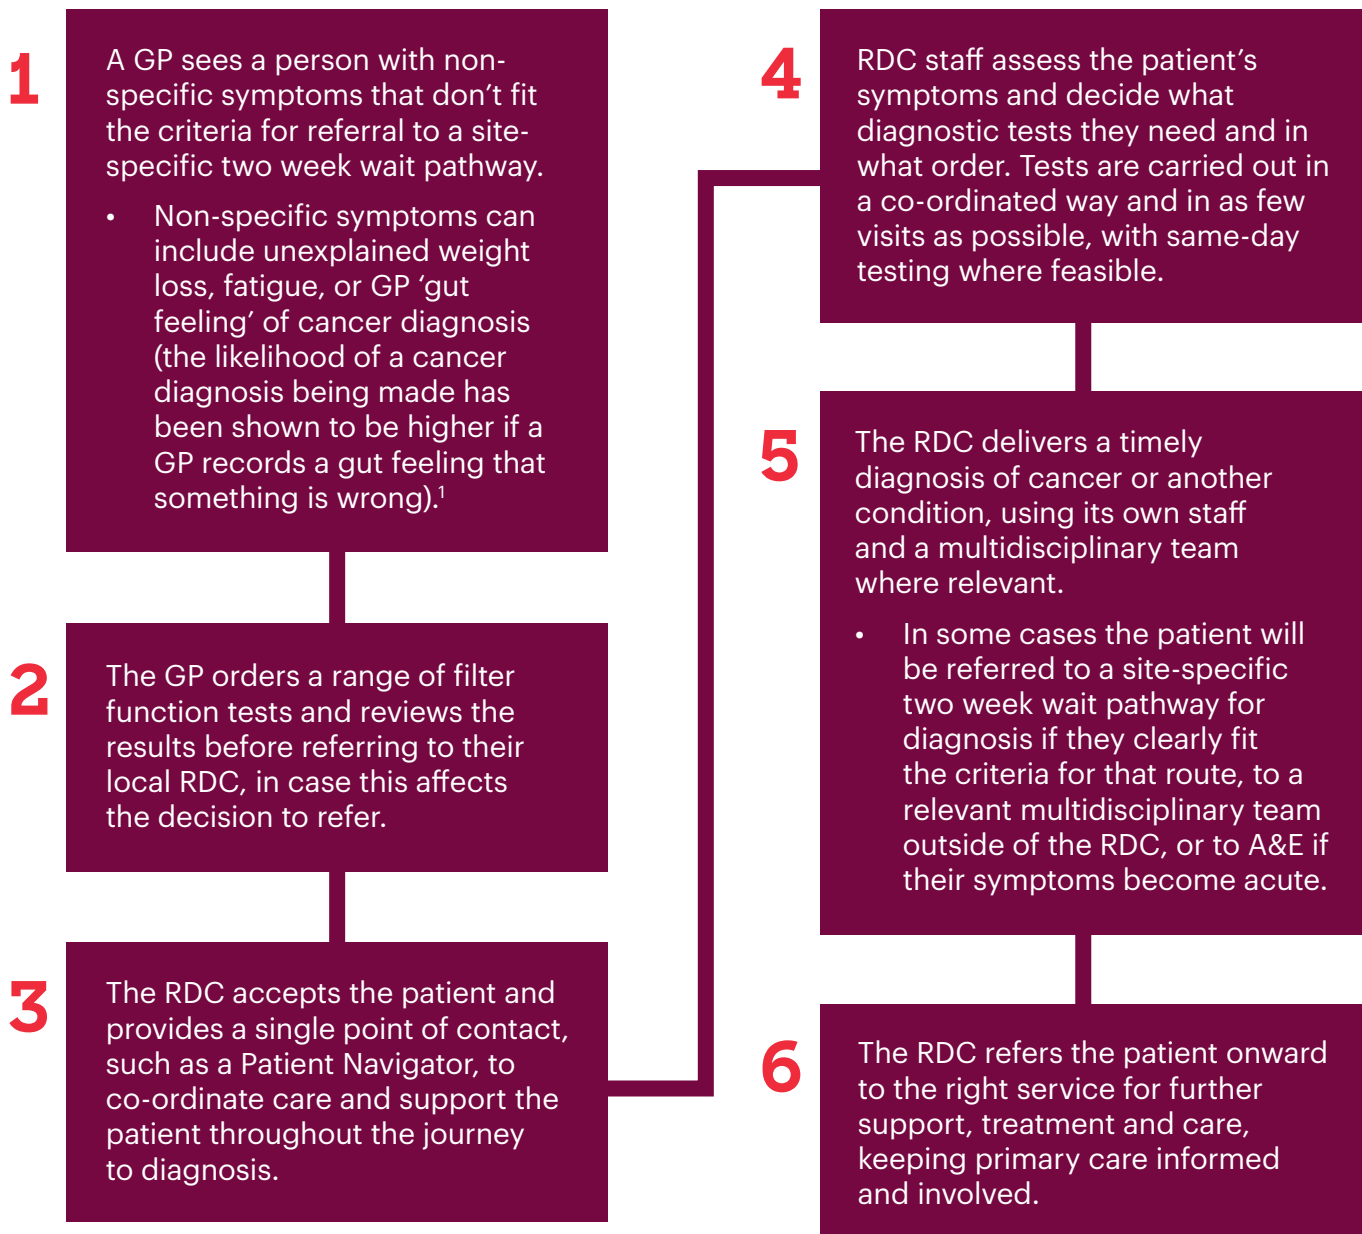 1
A GP sees a person with non-
specific symptoms that don't fit
the criteria for referral to a site-
specific two week wait pathway.
• Non-specific symptoms can
include unexplained weight
loss, fatigue, or GP ‘gut
feeling’ of cancer diagnosis
(the likelihood of a cancer
diagnosis being made has
been shown to be higher if a
GP records a gut feeling that
something is wrong).¹
2
The GP orders a range of filter
function tests and reviews the
results before referring to their
local RDC, in case this affects
the decision to refer.
3
The RDC accepts the patient and
provides a single point of contact,
such as a Patient Navigator, to
co-ordinate care and support the
patient throughout the journey
to diagnosis.
4
RDC staff assess the patient's
symptoms and decide what
diagnostic tests they need and in
what order. Tests are carried out in
a co-ordinated way and in as few
visits as possible, with same-day
testing where feasible.
5
The RDC delivers a timely
diagnosis of cancer or another
condition, using its own staff
and a multidisciplinary team
where relevant.
• In some cases the patient will
be referred to a site-specific
two week wait pathway for
diagnosis if they clearly fit
the criteria for that route, to a
relevant multidisciplinary team
outside of the RDC, or to A&E if
their symptoms become acute.
6
The RDC refers the patient onward
to the right service for further
support, treatment and care,
keeping primary care informed
and involved.